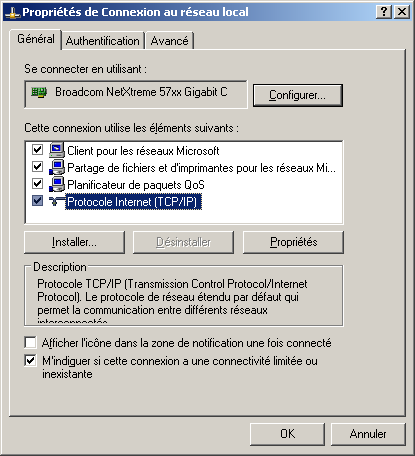 Propriétés de Connexion au réseau local
Général
Authentification
Avancé
Se connecter en utilisant :
Broadcom NetXtreme 57xx Gigabit C
Configurer...
Cette connexion utilise les éléments suivants :
Client pour les réseaux Microsoft
Partage de fichiers et d'imprimantes pour les réseaux Mi...
Planificateur de paquets QoS
Protocole Internet (TCP/IP)
Installer...
Désinstaller
Propriétés
Description
Protocole TCP/IP (Transmission Control Protocol/Internet
Protocol). Le protocole de réseau étendu par défaut qui
permet la communication entre différents réseaux
interconnectés
Afficher l'icône dans la zone de notification une fois connecté
M'indiquer si cette connexion a une connectivité limitée ou
inexistante
OK
Annuler